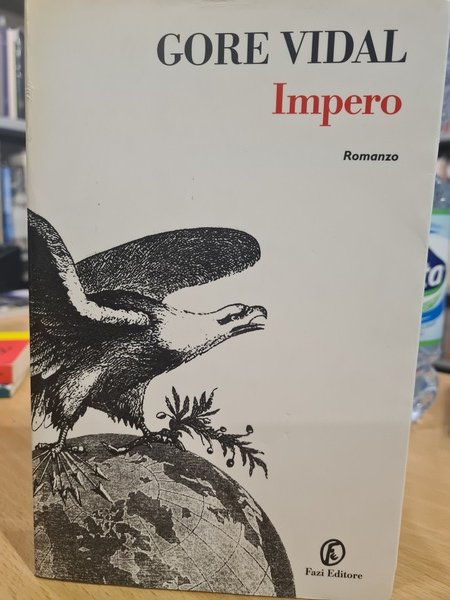 GORE VIDAL
Impero
Romanzo
Fazi Editore